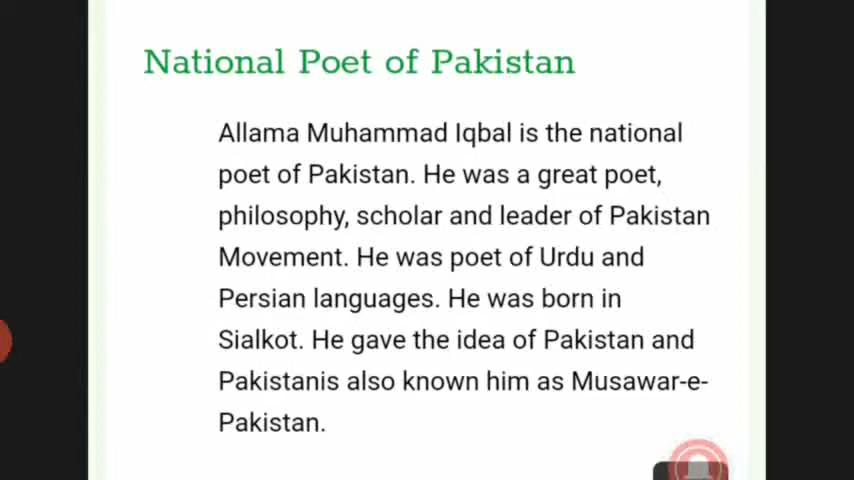 National Poet of Pakistan
Allama Muhammad Iqbal is the national
poet of Pakistan. He was a great poet,
philosophy, scholar and leader of Pakistan
Movement. He was poet of Urdu and
Persian languages. He was born in
Sialkot. He gave the idea of Pakistan and
Pakistanis also known him as Musawar-e-
Pakistan.